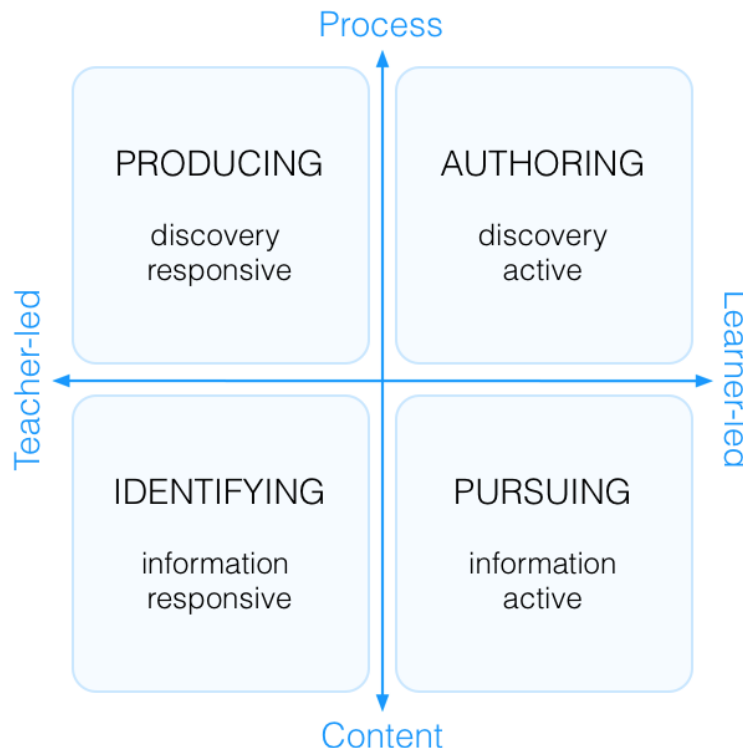 Process
PRODUCING
discovery
responsive
AUTHORING
discovery
active
Teacher-led
Learner-led
IDENTIFYING
information
responsive
PURSUING
information
active
Content